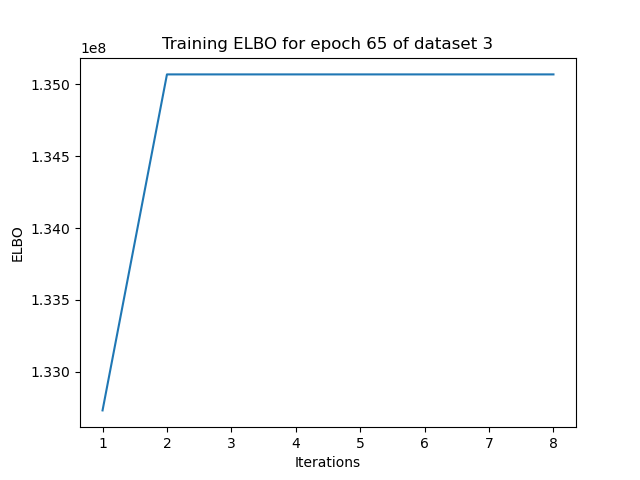 Training ELBO for epoch 65 of dataset 3
1e8
1.350
1.345
1.340
1.335
1.330
ELBO
1 2 3 4 5 6 7 8
Iterations